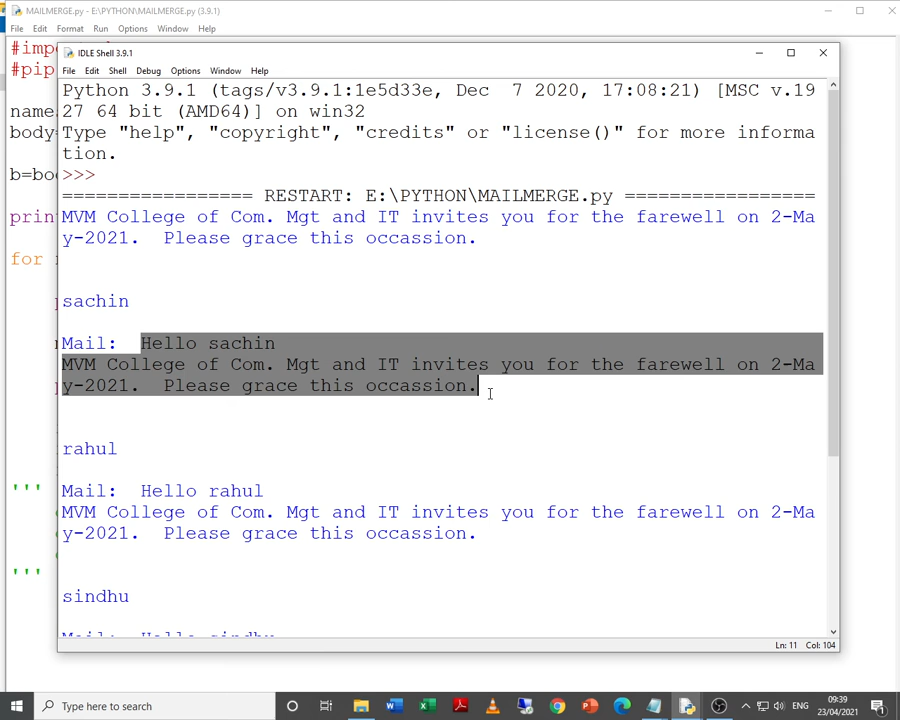 MAILMERGE.py - E:\PYTHON\MAILMERGE.py (3.9.1)
File Edit Format Run Options Window Help
#pip
name
body=
b=bod
print
for
'''
'''
IDLE Shell 3.9.1
File Edit Shell Debug Options Window Help
Python 3.9.1 (tags/v3.9.1:1e5d33e, Dec  7 2020, 17:08:21) [MSC v.19
27 64 bit (AMD64)] on win32
Type "help", "copyright", "credits" or "license()" for more informa
tion.
>>>
================= RESTART: E:\PYTHON\MAILMERGE.py =================
MVM College of Com. Mgt and IT invites you for the farewell on 2-Ma
y-2021.  Please grace this occassion.
sachin
Mail:  Hello sachin
MVM College of Com. Mgt and IT invites you for the farewell on 2-Ma
y-2021.  Please grace this occassion.
rahul
Mail:  Hello rahul
MVM College of Com. Mgt and IT invites you for the farewell on 2-Ma
y-2021.  Please grace this occassion.
sindhu
Mail:  Hello sindhu
Ln: 11 Col: 104
Type here to search
ENG
09:39
23/04/2021